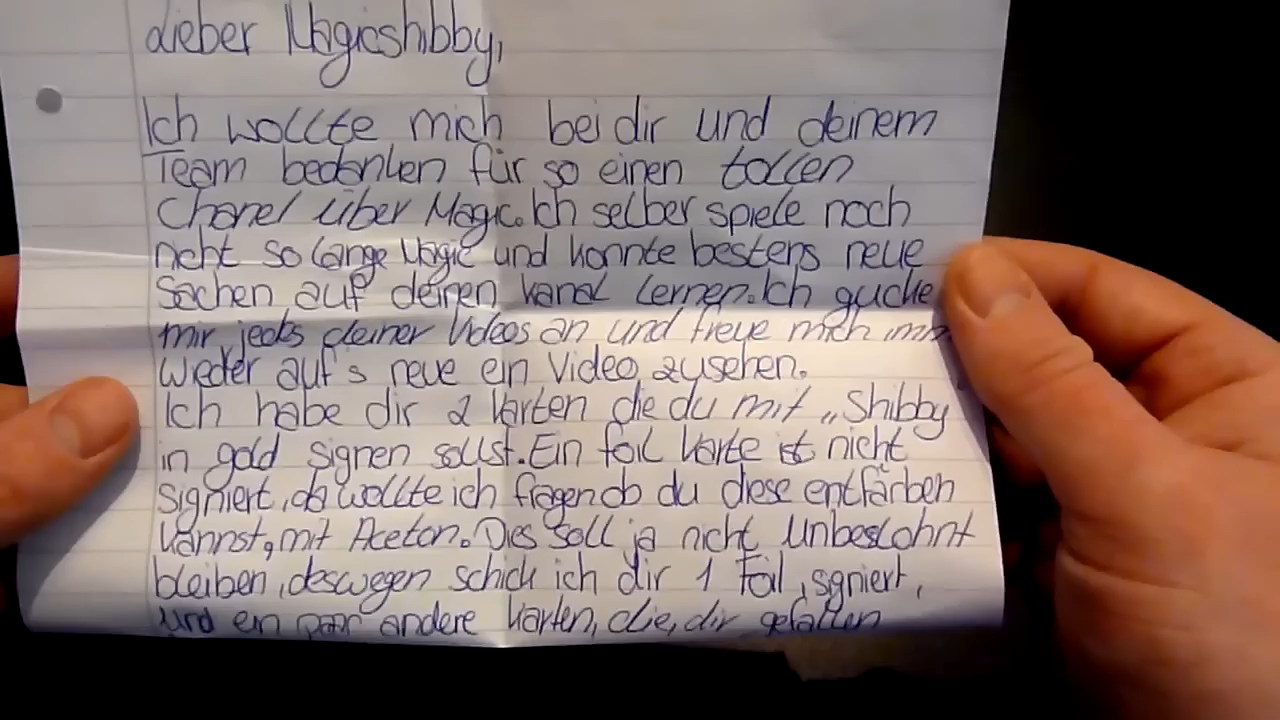 Lieber Magicshibby,
Ich wollte mich bei dir und deinem
Team bedanken für so einen tollen
Chanel über Magic. Ich selber spiele noch
nicht so lange Magic und konnte bestens neue
Sachen auf deinen kanal lernen. Ich gucke
mir jedes deiner Videos an und freue mich imm
wieder auf's neue ein Video zusehen.
Ich habe dir 2 Karten die du mit „Shibby
in gold signen sollst. Ein foil Karte ist nicht
signiert, da wollte ich fragen ob du diese entfärben
kannst, mit Aceton. Dies soll ja nicht unbeslohnt
bleiben, deswegen schick ich dir 1 Foil, signiert,
und ein paar andere Karten, die, dir gefallen